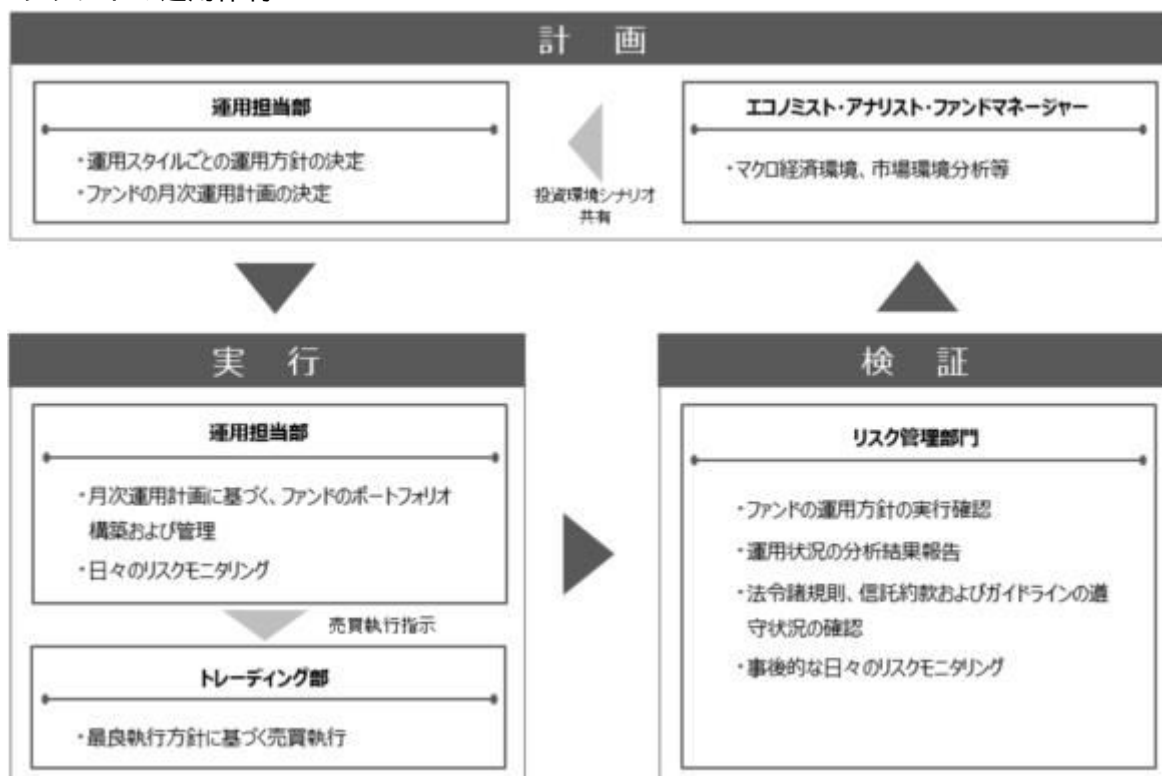 計 画
運用担当部
・運用スタイルごとの運用方針の決定
・ファンドの月次運用計画の決定
投資環境シナリオ
共有
エコノミスト・アナリスト・ファンドマネージャー
・マクロ経済環境、市場環境分析等
実 行
運用担当部
・月次運用計画に基づく、ファンドのポートフォリオ
構築および管理
・日々のリスクモニタリング
売買執行指示
トレーディング部
・最良執行方針に基づく売買執行
検 証
リスク管理部門
・ファンドの運用方針の実行確認
・運用状況の分析結果報告
・法令諸規則、信託約款およびガイドラインの遵
守状況の確認
・事後的な日々のリスクモニタリング